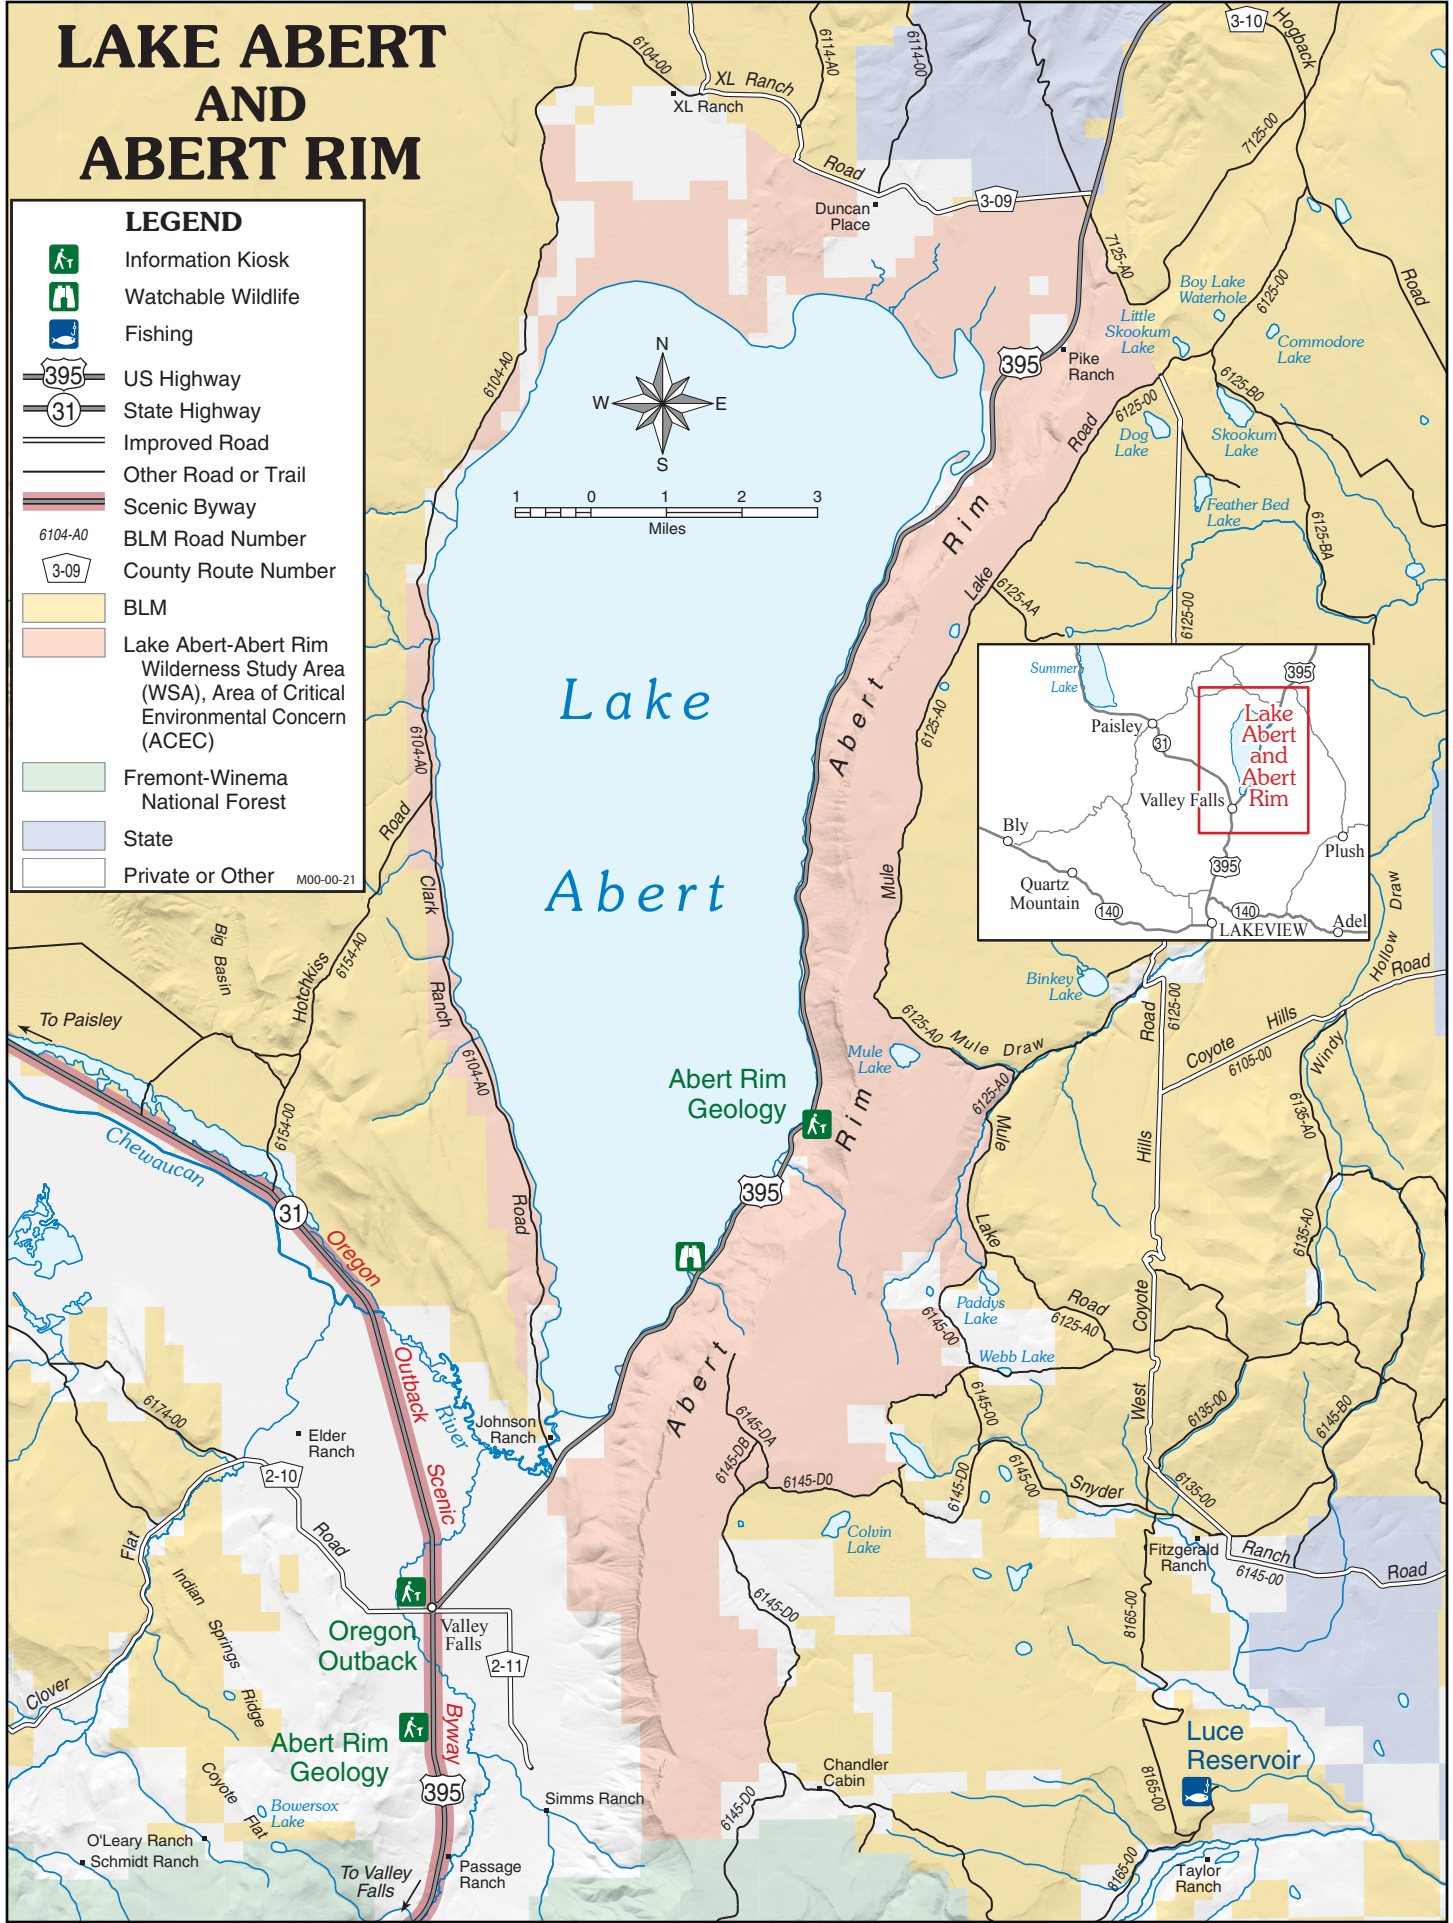 LAKE ABERT
AND
ABERT RIM
LEGEND
Information Kiosk
Watchable Wildlife
Fishing
395
US Highway
31
State Highway
Improved Road
Other Road or Trail
Scenic Byway
6104-A0
BLM Road Number
3-09
County Route Number
BLM
Lake Abert-Abert Rim
Wilderness Study Area
(WSA), Area of Critical
Environmental Concern
(ACEC)
Fremont-Winema
National Forest
State
Private or Other
M00-00-21
6104-00
XL Ranch
XL Ranch
Road
6114-A0
6114-00
3-09
Duncan
Place
3-10
Hogback
Road
7125-00
7125-A0
6125-00
Boy Lake
Waterhole
Little
Skookum
Lake
Commodore
Lake
395
Pike
Ranch
6125-B0
6125-00
Road
Dog
Lake
Skookum
Lake
Feather Bed
Lake
6125-BA
6125-00
6104-A0
N
W
E
S
1
0
1
2
3
Miles
Rim
Lake
6125-AA
Abert
6125-A0
Mule
Lake
Abert
6104-A0
Road
Clark
Ranch
6104-A0
Road
Hotchkiss
6154-A0
Big
Basin
To Paisley
6154-00
Chewaucan
31
Oregon
Outback
Scenic
Byway
River
Summer
Lake
395
Paisley
31
Lake
Abert
and
Abert
Rim
Valley Falls
Bly
395
Plush
Quartz
Mountain
140
140
LAKEVIEW
Adel
Binkey
Lake
Road
6125-00
Hollow
Draw
Road
Hills
Coyote
6105-00
Windy
6125-A0
Mule Draw
Mule
Lake
Abert Rim
Geology
Rim
6125-A0
Mule
Lake
Road
6125-A0
Hills
Coyote
West
6135-A0
6135-A0
395
Paddys
Lake
6145-00
Webb Lake
Abert
6145-DA
6145-DB
6145-D0
6145-00
6145-D0
6145-00
Snyder
6135-00
6135-00
6145-B0
Johnson
Ranch
6174-00
Elder
Ranch
2-10
Road
Flat
Clover
Indian
Springs
Ridge
Colvin
Lake
Fitzgerald
Ranch
Ranch
6145-00
Road
Valley
Falls
Oregon
Outback
2-11
6145-D0
8165-00
Abert Rim
Geology
395
Coyote
Flat
Bowersox
Lake
O'Leary Ranch
Schmidt Ranch
To Valley
Falls
Passage
Ranch
Simms Ranch
6145-D0
Chandler
Cabin
Luce
Reservoir
8165-00
8165-00
Taylor
Ranch